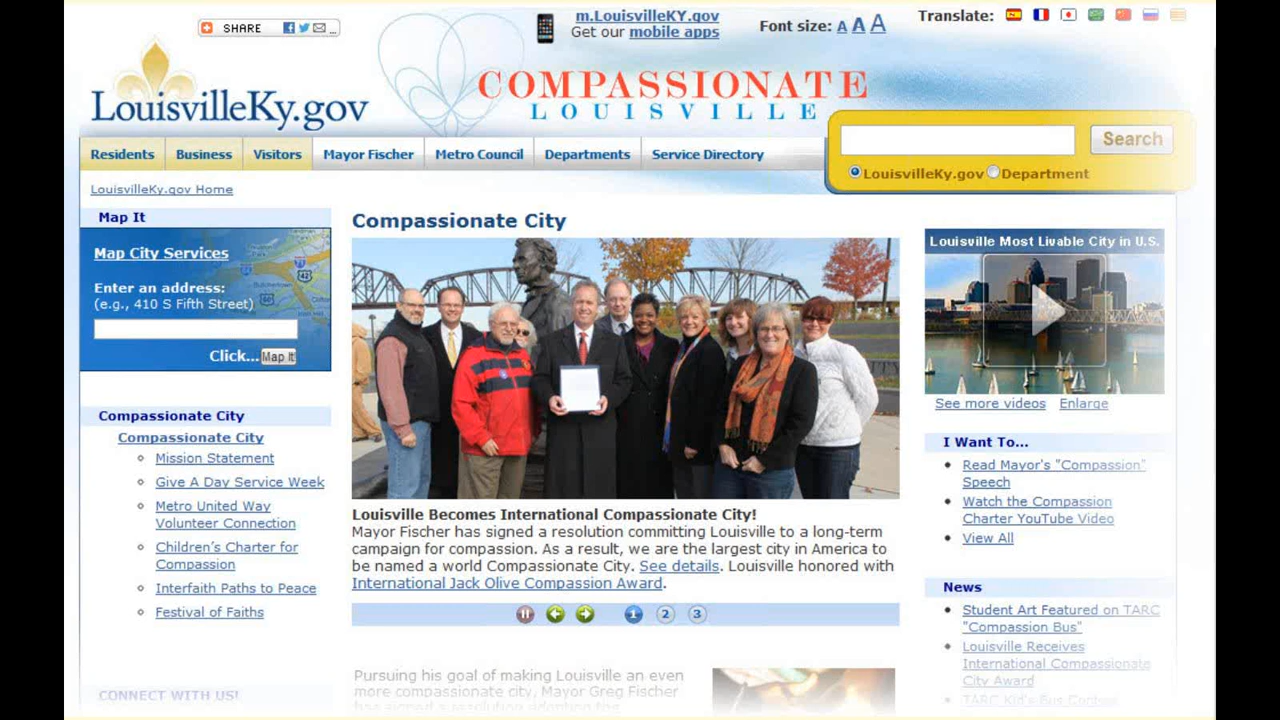 SHARE
m.LouisvilleKY.gov
Get our mobile apps
Font size: A A A
Translate:
LouisvilleKy.gov
COMPASSIONATE
LOUISVILLE
Residents Business Visitors Mayor Fischer Metro Council Departments Service Directory
Search
LouisvilleKy.gov Department
LouisvilleKy.gov Home
Map It
Map City Services
Enter an address:
(e.g., 410 S Fifth Street)
Click... Map It!
Compassionate City
Compassionate City
Mission Statement
Give A Day Service Week
Metro United Way
Volunteer Connection
Children's Charter for
Compassion
Interfaith Paths to Peace
Festival of Faiths
CONNECT WITH US!
Compassionate City
Louisville Becomes International Compassionate City!
Mayor Fischer has signed a resolution committing Louisville to a long-term
campaign for compassion. As a result, we are the largest city in America to
be named a world Compassionate City. See details. Louisville honored with
International Jack Olive Compassion Award.
1 2 3
Pursuing his goal of making Louisville an even
more compassionate city, Mayor Greg Fischer
has signed a resolution adopting the
Louisville Most Livable City in U.S.
See more videos Enlarge
I Want To...
Read Mayor's "Compassion"
Speech
Watch the Compassion
Charter YouTube Video
View All
News
Student Art Featured on TARC
"Compassion Bus"
Louisville Receives
International Compassionate
City Award
TARC Kid's Bus Contest